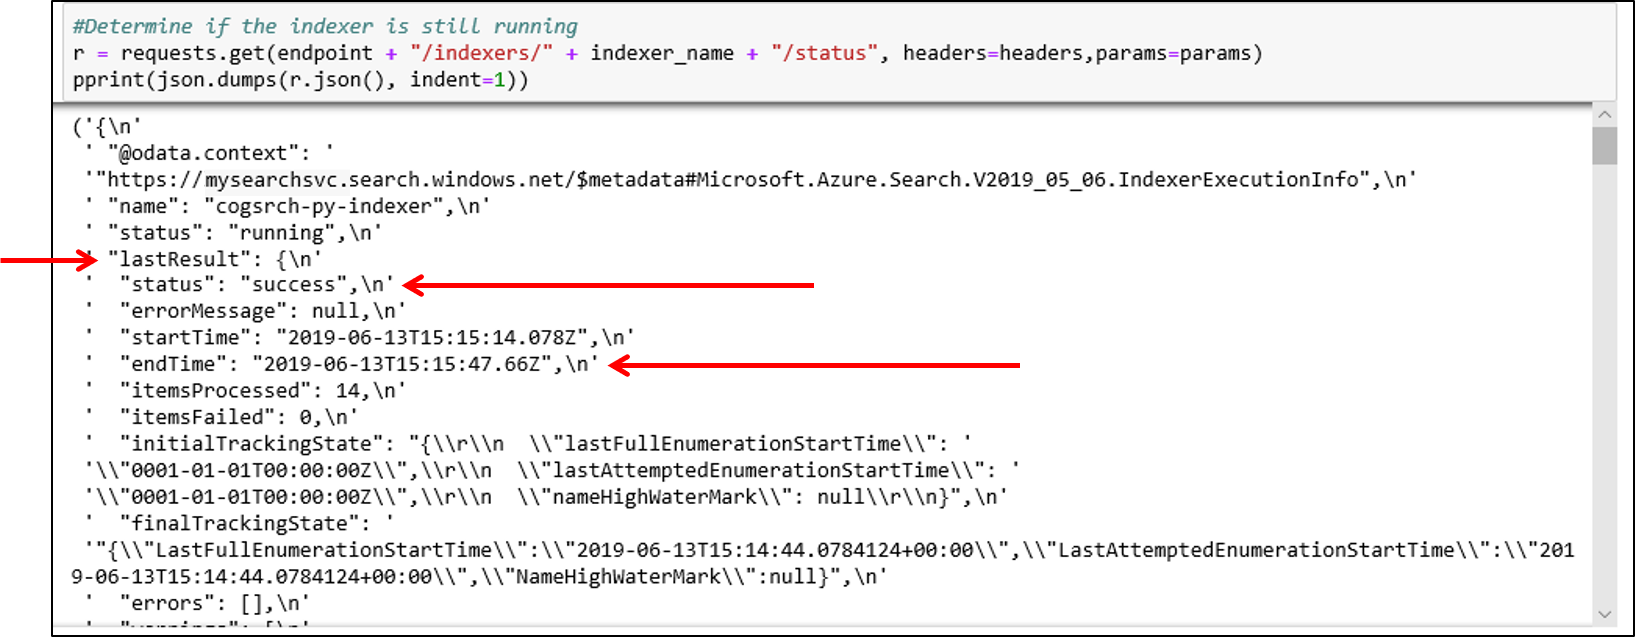 #Determine if the indexer is still running
r = requests.get(endpoint + "/indexers/" + indexer_name + "/status", headers=headers,params=params)
pprint(json.dumps(r.json(), indent=1))
('{\n'
' "@odata.context": '
'"https://mysearchsvc.search.windows.net/$metadata#Microsoft.Azure.Search.V2019_05_06.IndexerExecutionInfo",\n'
' "name": "cogsrch-py-indexer",\n'
' "status": "running",\n'
' "lastResult": {\n'
'  "status": "success",\n'
'  "errorMessage": null,\n'
'  "startTime": "2019-06-13T15:15:14.078Z",\n'
'  "endTime": "2019-06-13T15:15:47.66Z",\n'
'  "itemsProcessed": 14,\n'
'  "itemsFailed": 0,\n'
'  "initialTrackingState": "{\\r\\n  \\"lastFullEnumerationStartTime\\": '
'\\"0001-01-01T00:00:00Z\\",\\r\\n  \\"lastAttemptedEnumerationStartTime\\": '
'\\"0001-01-01T00:00:00Z\\",\\r\\n  \\"nameHighWaterMark\\": null\\r\\n}",\n'
'  "finalTrackingState": '
'"{\\"LastFullEnumerationStartTime\\":\\"2019-06-13T15:14:44.0784124+00:00\\",\\"LastAttemptedEnumerationStartTime\\":\\"201
9-06-13T15:14:44.0784124+00:00\\",\\"NameHighWaterMark\\":null}",\n'
'  "errors": [],\n'